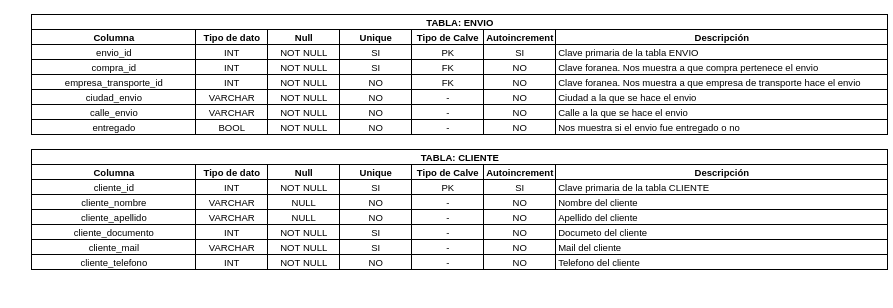 TABLA: ENVIO
Columna Tipo de dato Null Unique Tipo de Calve Autoincrement Descripción
envio_id INT NOT NULL SI PK SI Clave primaria de la tabla ENVIO
compra_id INT NOT NULL SI FK NO Clave foranea. Nos muestra a que compra pertenece el envio
empresa_transporte_id INT NOT NULL NO FK NO Clave foranea. Nos muestra a que empresa de transporte hace el envio
ciudad_envio VARCHAR NOT NULL NO - NO Ciudad a la que se hace el envio
calle_envio VARCHAR NOT NULL NO - NO Calle a la que se hace el envio
entregado BOOL NOT NULL NO - NO Nos muestra si el envio fue entregado o no
TABLA: CLIENTE
Columna Tipo de dato Null Unique Tipo de Calve Autoincrement Descripción
cliente_id INT NOT NULL SI PK SI Clave primaria de la tabla CLIENTE
cliente_nombre VARCHAR NULL NO - NO Nombre del cliente
cliente_apellido VARCHAR NULL NO - NO Apellido del cliente
cliente_documento INT NOT NULL SI - NO Documeto del cliente
cliente_mail VARCHAR NOT NULL SI - NO Mail del cliente
cliente_telefono INT NOT NULL NO - NO Telefono del cliente